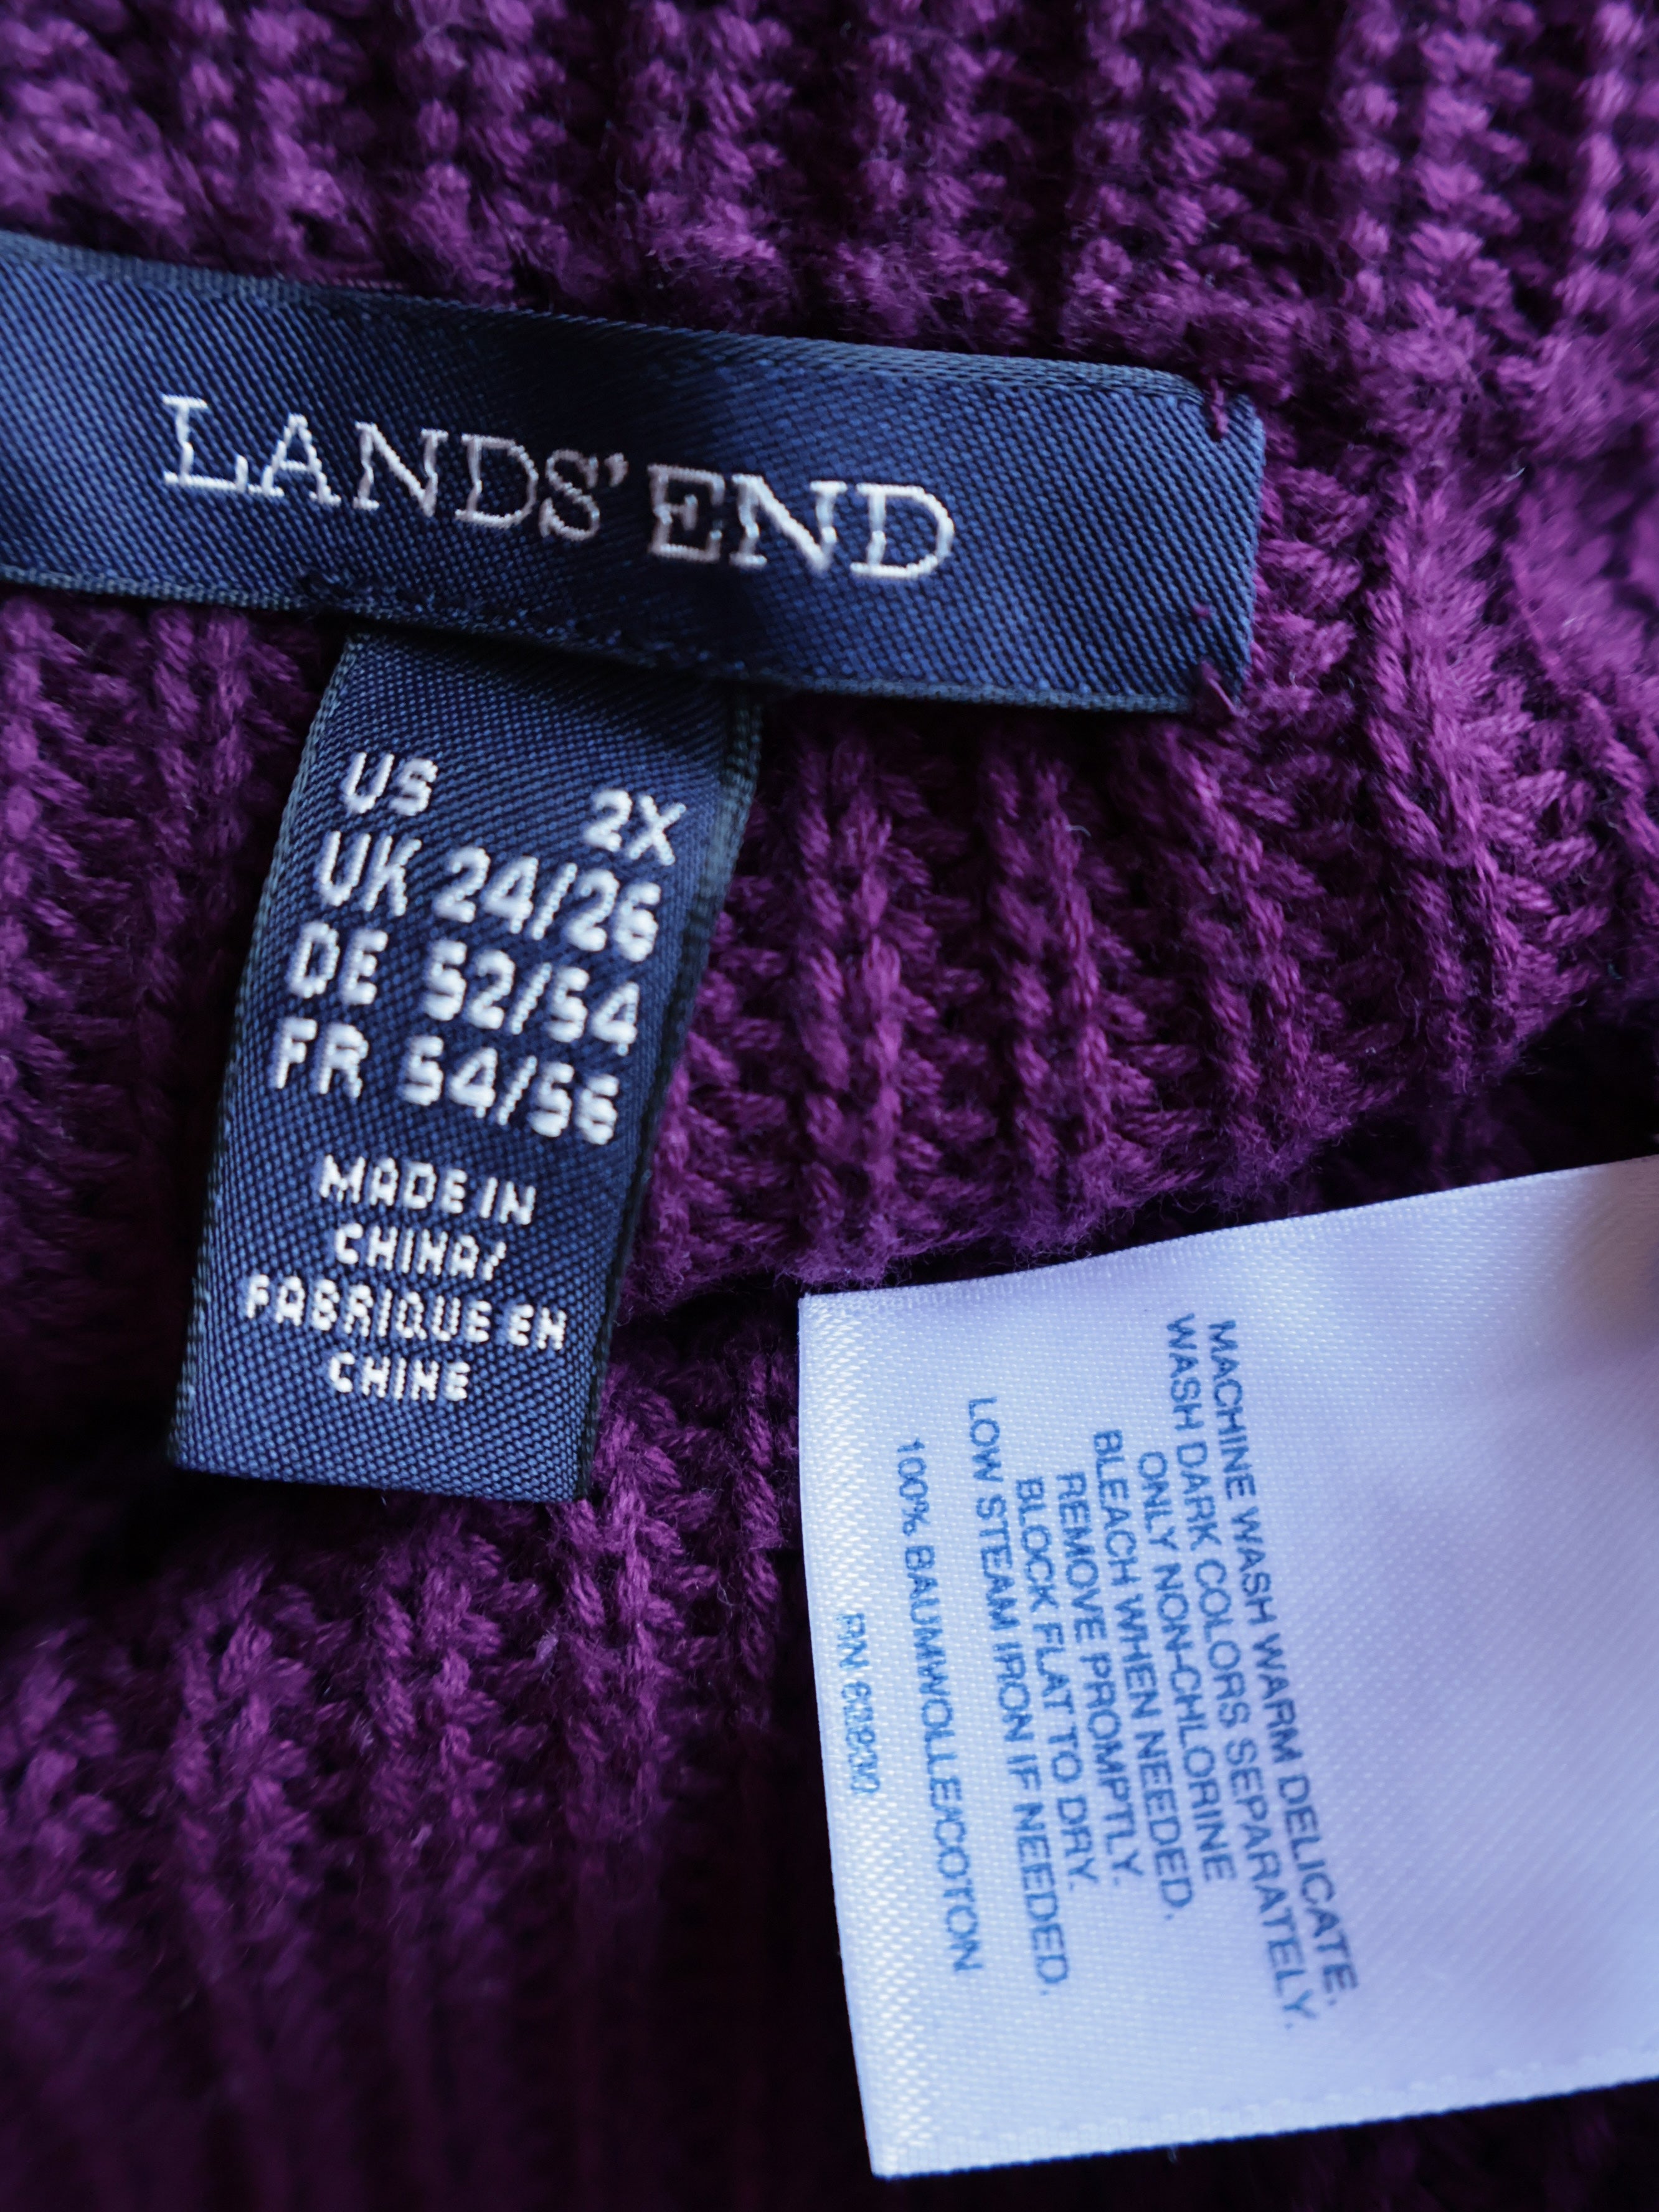 LANDS' END
US 2X
UK 24/26
DE 52/54
FR 54/56
MADE IN
CHINA/
FABRIQUE EN
CHINE
MACHINE WASH WARM DELICATE.
WASH DARK COLORS SEPARATELY.
ONLY NON-CHLORINE
BLEACH WHEN NEEDED.
REMOVE PROMPTLY.
BLOCK FLAT TO DRY.
LOW STEAM IRON IF NEEDED.
100% BAUMWOLLE/COTTON
RN